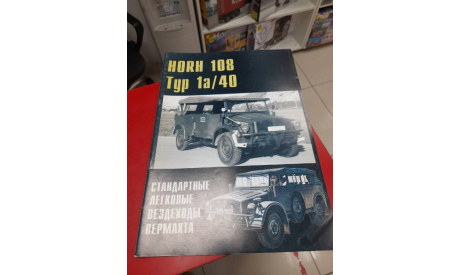 HORH 108
Typ 1a/40
СТАНДАРТНЫЕ
ЛЕГКОВЫЕ
ВЕЗДЕХОДЫ
ВЕРМАХТА